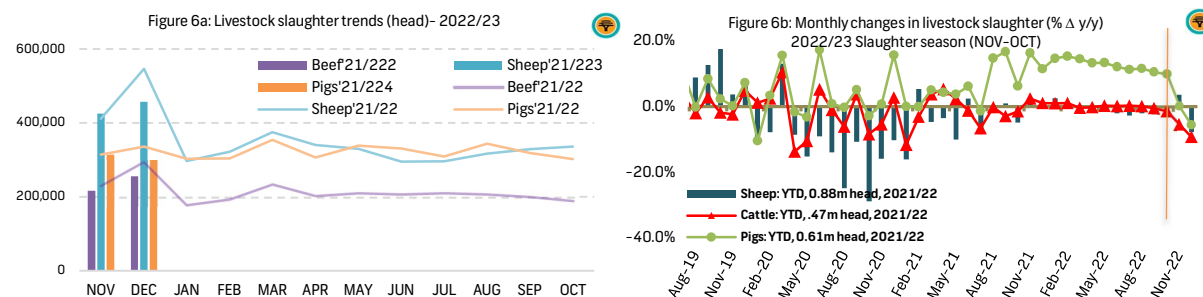 Figure 6a: Livestock slaughter trends (head)- 2022/23
600,000
400,000
200,000
0
Beef'21/222
Sheep'21/223
Pigs'21/224
Beef'21/22
Sheep'21/22
Pigs'21/22
NOV DEC JAN FEB MAR APR MAY JUN JUN AUG SEP OCT
Figure 6b: Monthly changes in livestock slaughter (% Δ y/y)
2022/23 Slaughter season (NOV-OCT)
20.0%
0.0%
-20.0%
-40.0%
Sheep: YTD, 0.88m head, 2021/22
Cattle: YTD, .47m head, 2021/22
Pigs: YTD, 0.61m head, 2021/22
Aug-19 Nov-19 Feb-20 May-20 Aug-20 Nov-20 Feb-21 May-21 Aug-21 Nov-21 Feb-22 May-22 Aug-22 Nov-22